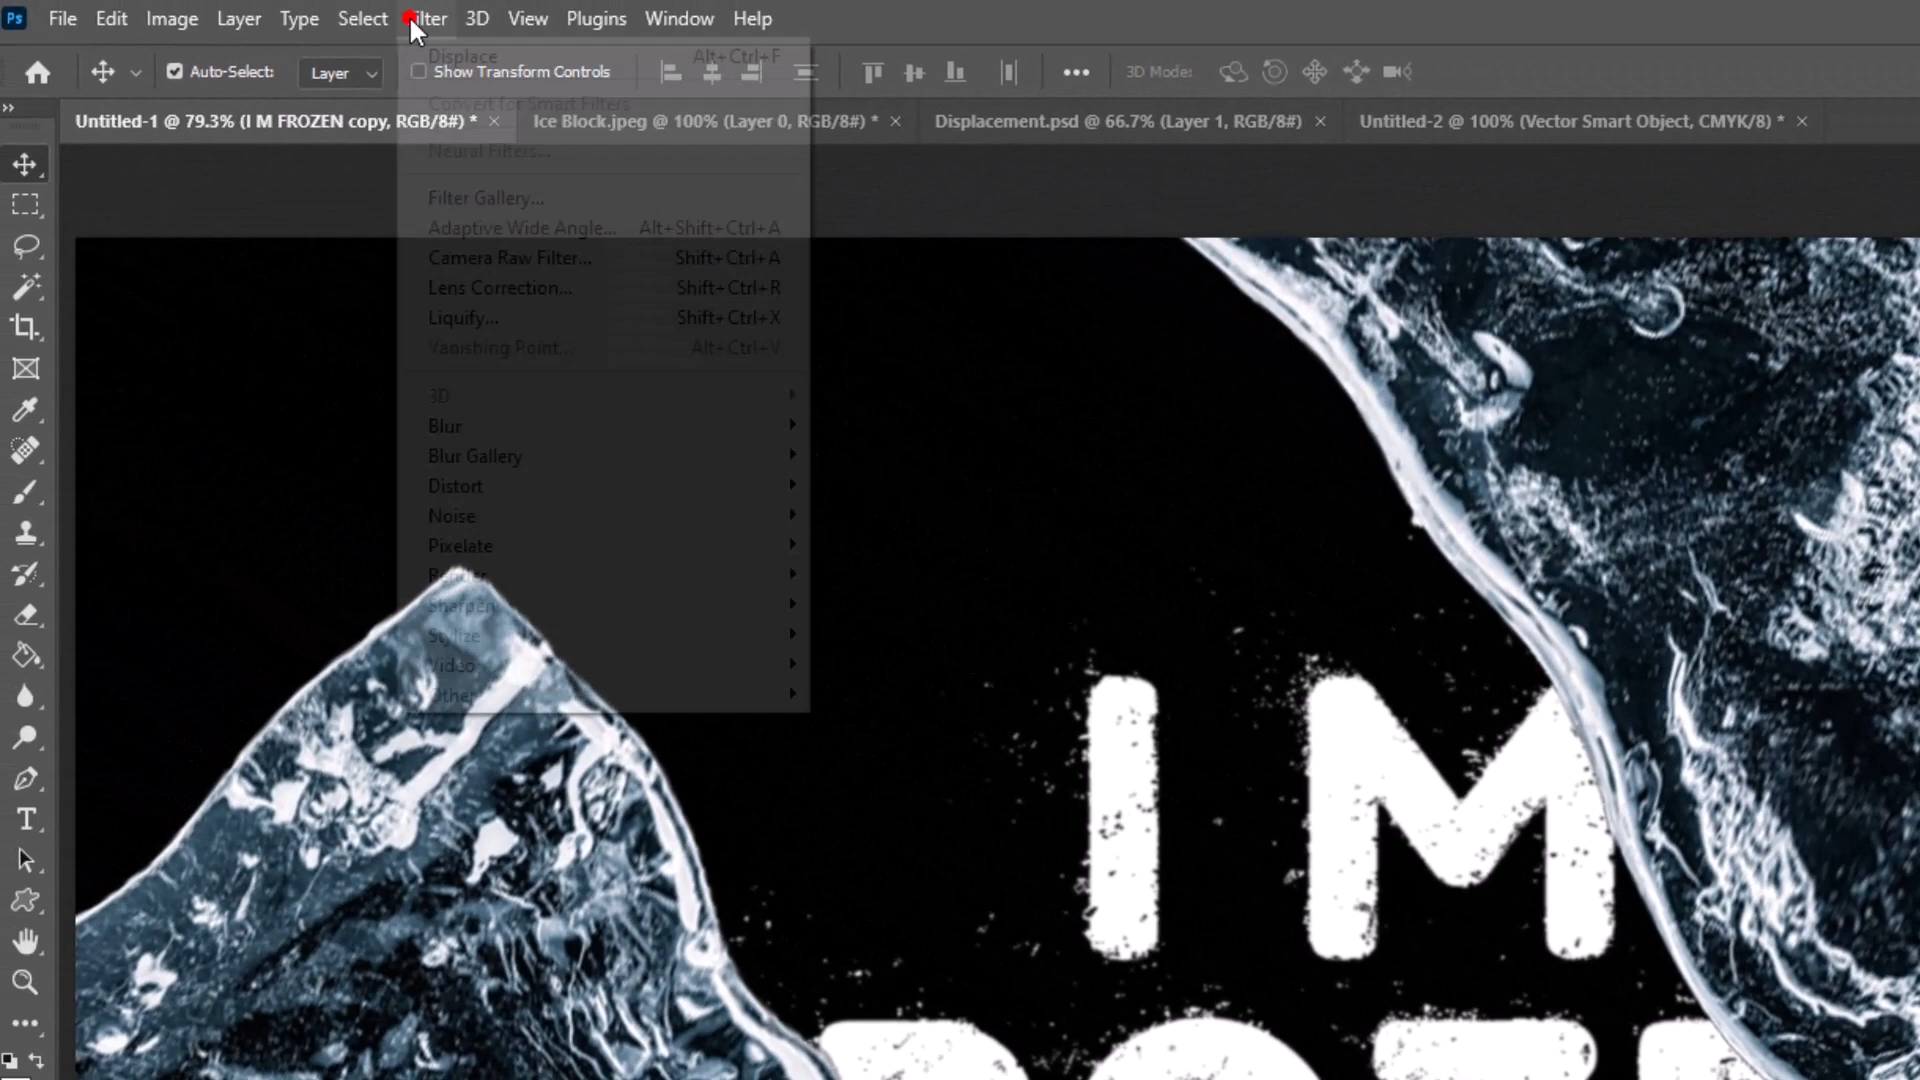 Ps File Edit Image Layer Type Select Filter 3D View Plugins Window Help
Auto-Select: Layer Show Transform Controls 3D Mode:
Untitled-1 @ 79.3% (I M FROZEN copy, RGB/8#) * Ice Block.jpeg @ 100% (Layer 0, RGB/8#) * Displacement.psd @ 66.7% (Layer 1, RGB/8#) Untitled-2 @ 100% (Vector Smart Object, CMYK/8) *
Displace Alt+Ctrl+F
Convert for Smart Filters
Neural Filters...
Filter Gallery...
Adaptive Wide Angle... Alt+Shift+Ctrl+A
Camera Raw Filter... Shift+Ctrl+A
Lens Correction... Shift+Ctrl+R
Liquify... Shift+Ctrl+X
Vanishing Point... Alt+Ctrl+V
3D
Blur
Blur Gallery
Distort
Noise
Pixelate
Render
Sharpen
Stylize
Video
Other
I M